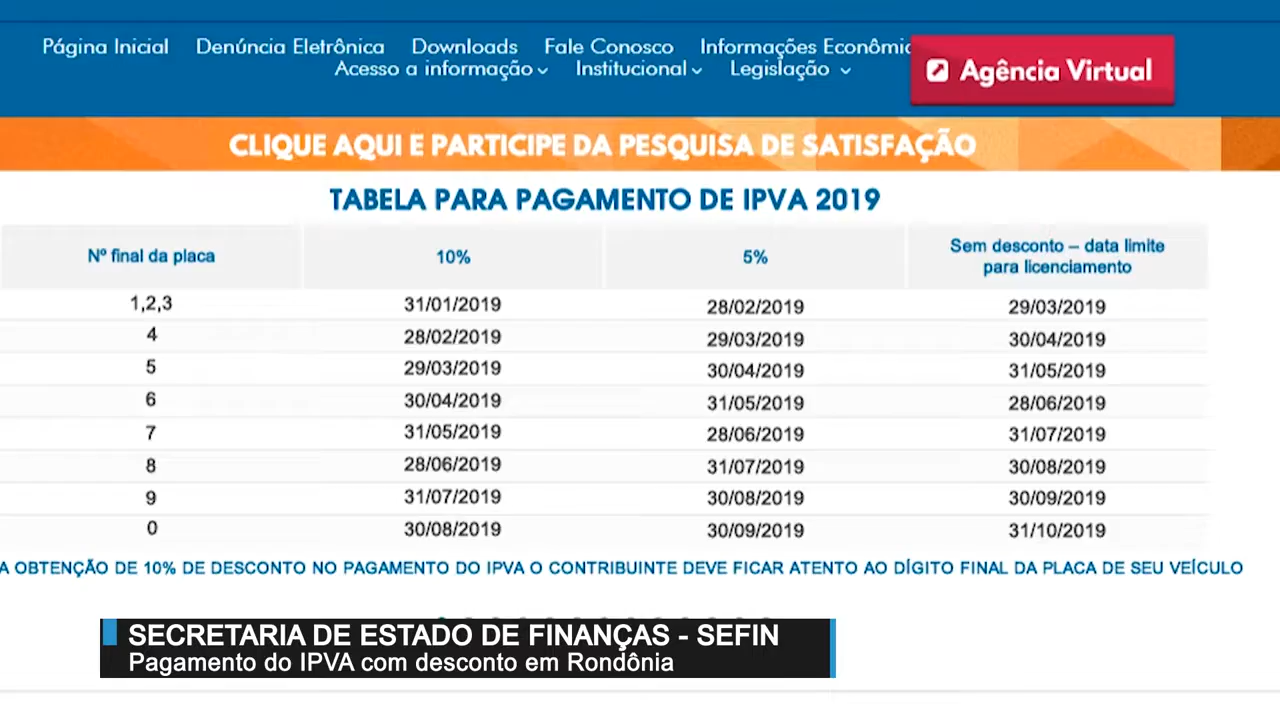 Página Inicial Denúncia Eletrônica Downloads Fale Conosco Informações
Acesso a informação Institucional Legislação
Agência Virtual
CLIQUE AQUI E PARTICIPE DA PESQUISA DE SATISFAÇÃO
TABELA PARA PAGAMENTO DE IPVA 2019
Nº final da placa 10% 5% Sem desconto – data limite
para licenciamento
1,2,3 31/01/2019 28/02/2019 29/03/2019
4 28/02/2019 29/03/2019 30/04/2019
5 29/03/2019 30/04/2019 31/05/2019
6 30/04/2019 31/05/2019 28/06/2019
7 31/05/2019 28/06/2019 31/07/2019
8 28/06/2019 31/07/2019 30/08/2019
9 31/07/2019 30/08/2019 30/09/2019
0 30/08/2019 30/09/2019 31/10/2019
A OBTENÇÃO DE 10% DE DESCONTO NO PAGAMENTO DO IPVA O CONTRIBUINTE DEVE FICAR ATENTO AO DÍGITO FINAL DA PLACA DE SEU VEÍCULO
SECRETARIA DE ESTADO DE FINANÇAS - SEFIN
Pagamento do IPVA com desconto em Rondônia